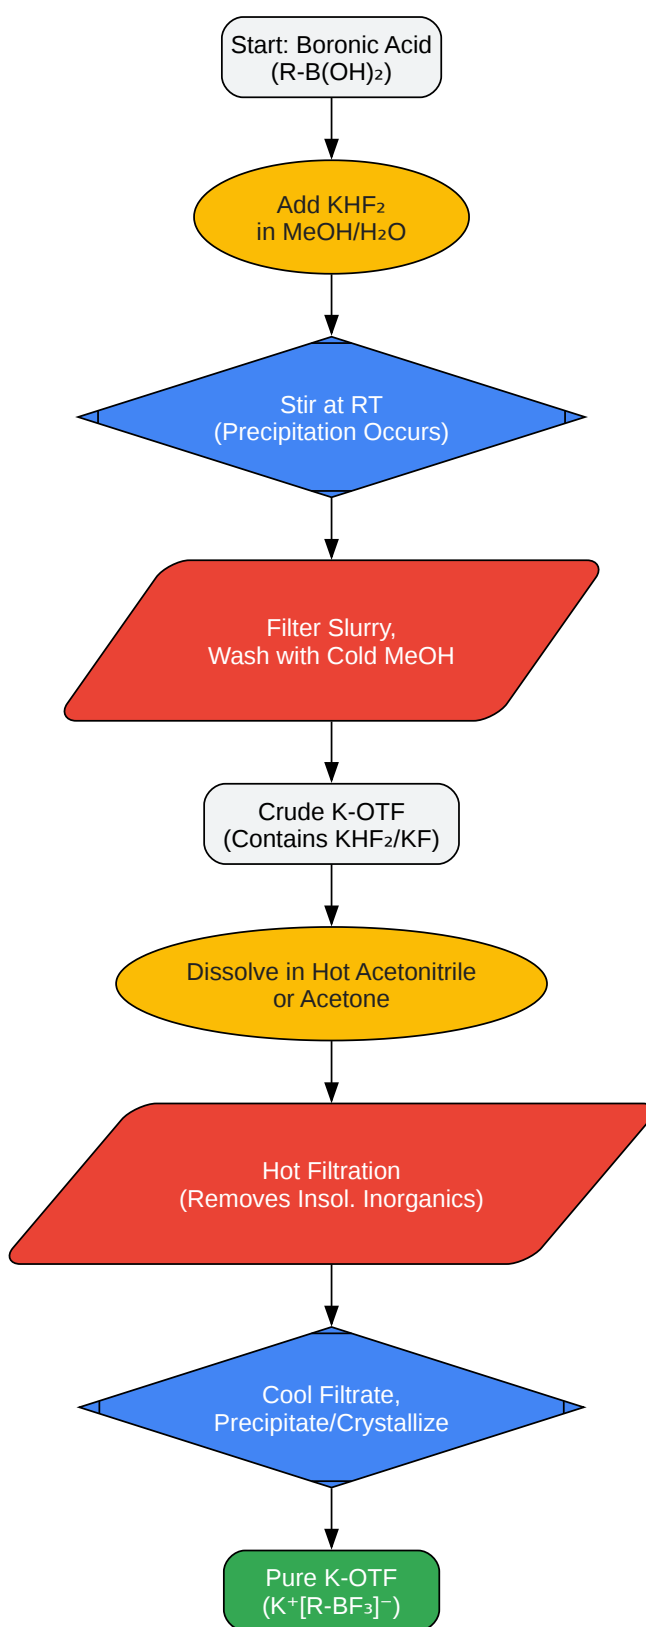 Start: Boronic Acid
(R-B(OH)₂)
Add KHF₂
in MeOH/H₂O
Stir at RT
(Precipitation Occurs)
Filter Slurry,
Wash with Cold MeOH
Crude K-OTF
(Contains KHF₂/KF)
Dissolve in Hot Acetonitrile
or Acetone
Hot Filtration
(Removes Insol. Inorganics)
Cool Filtrate,
Precipitate/Crystallize
Pure K-OTF
(K⁺[R-BF₃]⁻)